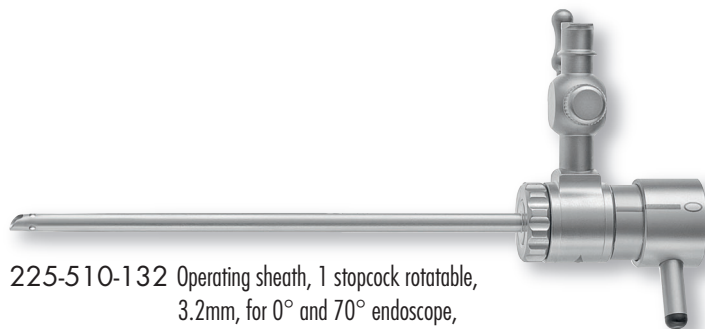 225-510-132 Operating sheath, 1 stopcock rotatable,
3.2mm, for 0° and 70° endoscope,